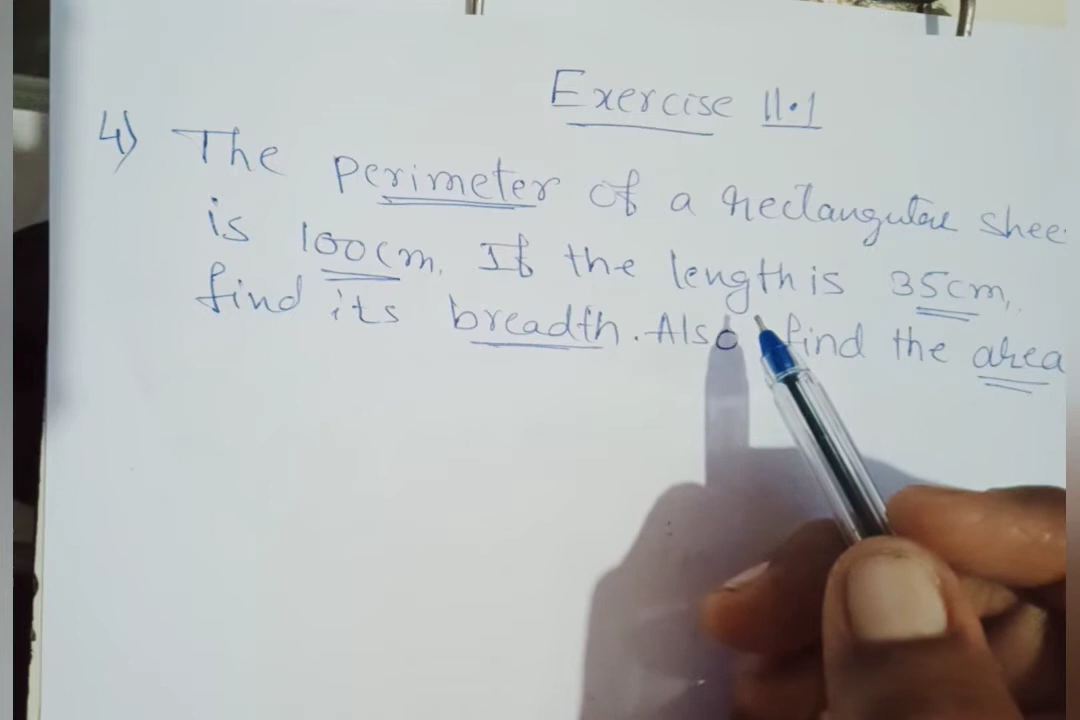 Exercise 11.1
4) The perimeter of a rectangular shee
is 100cm. If the length is 35cm,
find its breadth. Also find the area